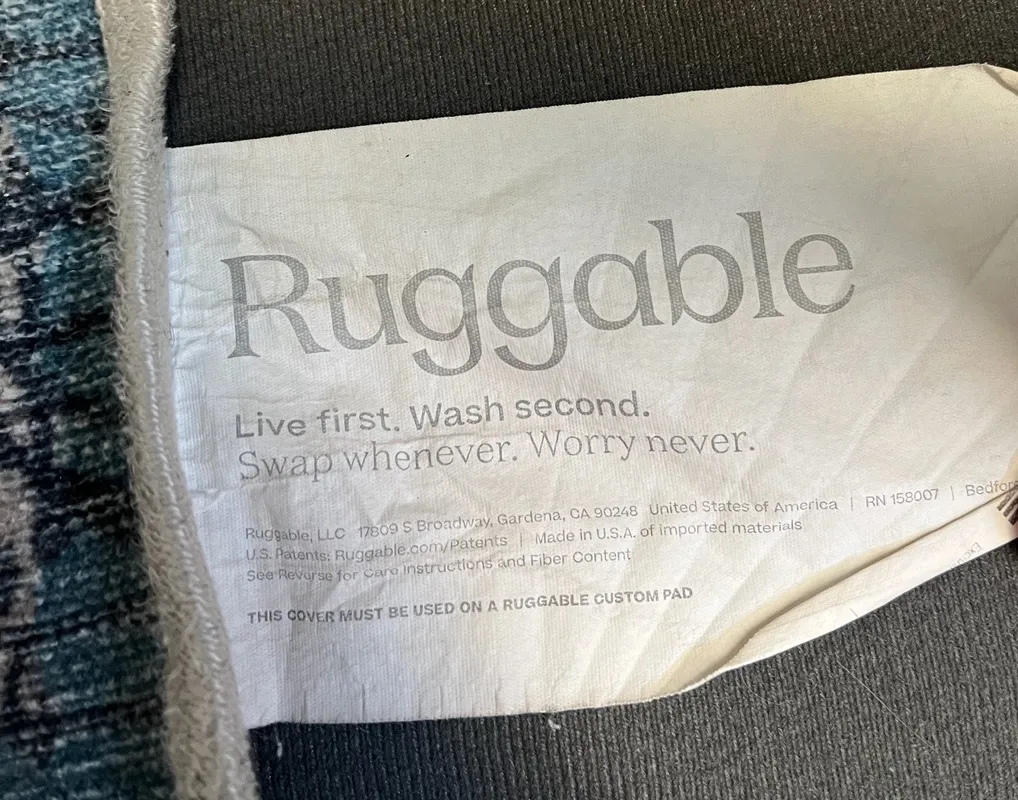 Ruggable
Live first. Wash second.
Swap whenever. Worry never.
Ruggable, LLC 17809 S Broadway, Gardena, CA 90248 United States of America | RN 158007 |
U.S. Patents: Ruggable.com/Patents | Made in U.S.A. of imported materials
See Reverse for Care Instructions and Fiber Content
THIS COVER MUST BE USED ON A RUGGABLE CUSTOM PAD